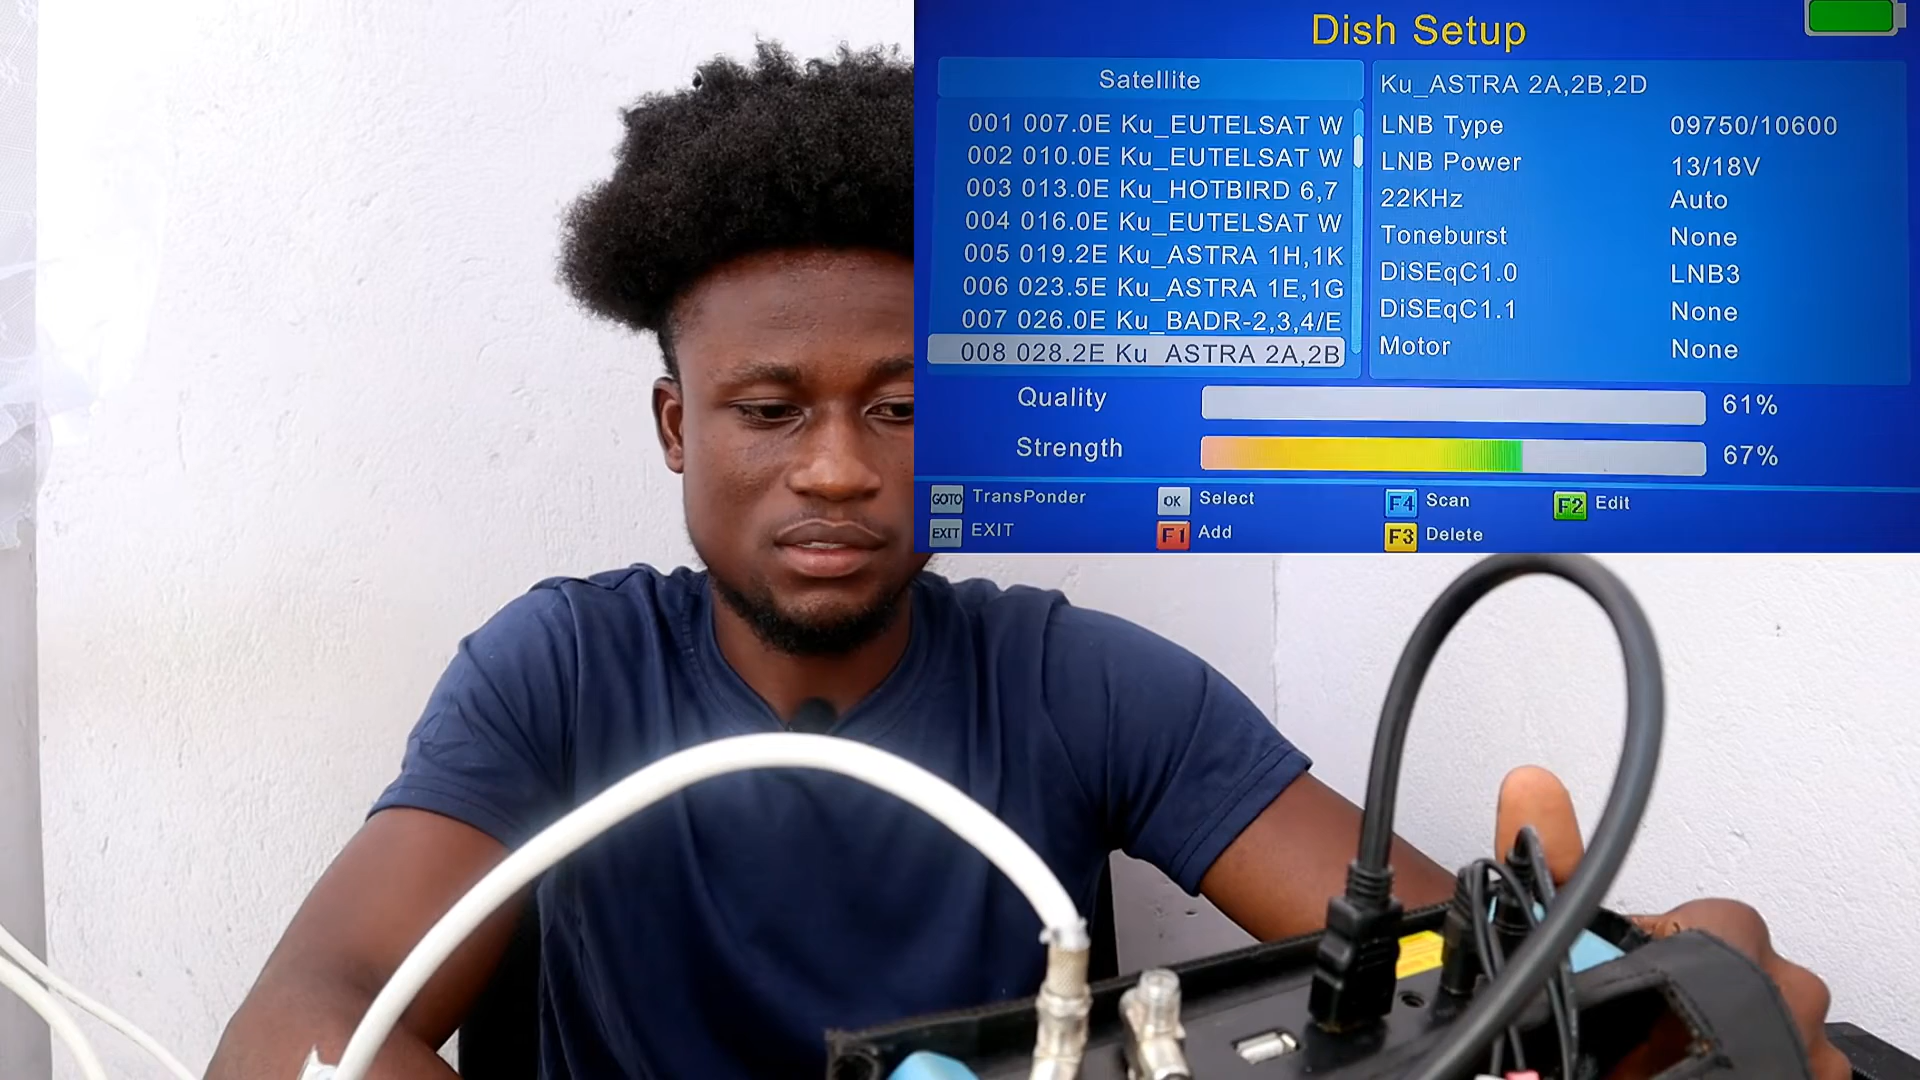 Dish Setup
Satellite
001 007.0E Ku_EUTELSAT W
002 010.0E Ku_EUTELSAT W
003 013.0E Ku_HOTBIRD 6,7
004 016.0E Ku_EUTELSAT W
005 019.2E Ku_ASTRA 1H,1K
006 023.5E Ku_ASTRA 1E,1G
007 026.0E Ku_BADR-2,3,4/E
008 028.2E Ku_ASTRA 2A,2B
Ku_ASTRA 2A,2B,2D
LNB Type 09750/10600
LNB Power 13/18V
22KHz Auto
Toneburst None
DiSEqC1.0 LNB3
DiSEqC1.1 None
Motor None
Quality 61%
Strength 67%
GOTO TransPonder OK Select F4 Scan F2 Edit
EXIT EXIT F1 Add F3 Delete